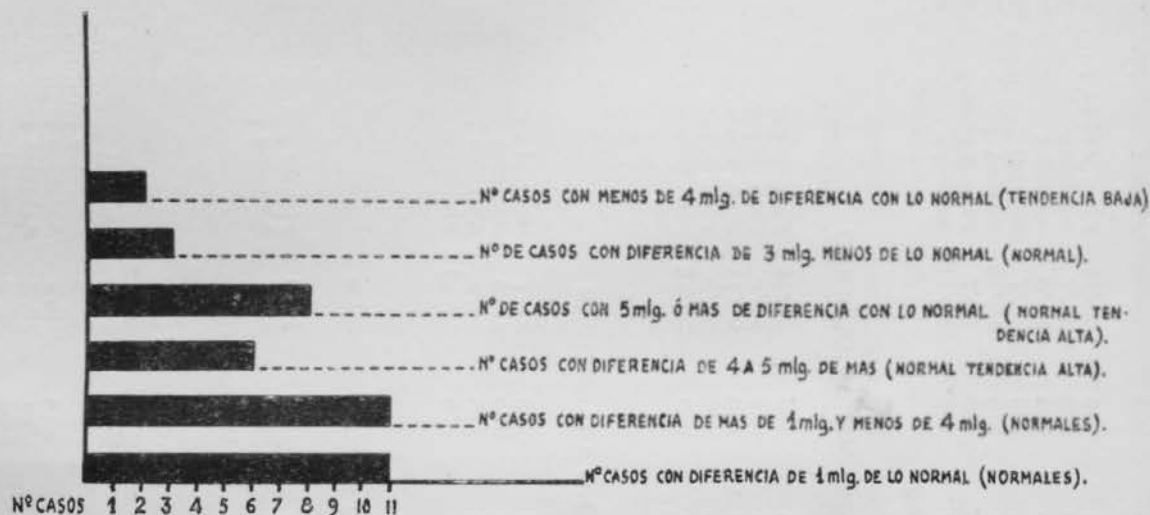 Nº CASOS CON MENOS DE 4 mlg. DE DIFERENCIA CON LO NORMAL (TENDENCIA BAJA)
Nº DE CASOS CON DIFERENCIA DE 3 mlg. MENOS DE LO NORMAL (NORMAL).
Nº DE CASOS CON 5 mlg. ó MAS DE DIFERENCIA CON LO NORMAL (NORMAL TEN-
DENCIA ALTA).
Nº CASOS CON DIFERENCIA DE 4 A 5 mlg. DE MAS (NORMAL TENDENCIA ALTA).
Nº CASOS CON DIFERENCIA DE MAS DE 1 mlg. Y MENOS DE 4 mlg. (NORMALES).
Nº CASOS CON DIFERENCIA DE 1 mlg. DE LO NORMAL (NORMALES).
Nº CASOS 1 2 3 4 5 6 7 8 9 10 11